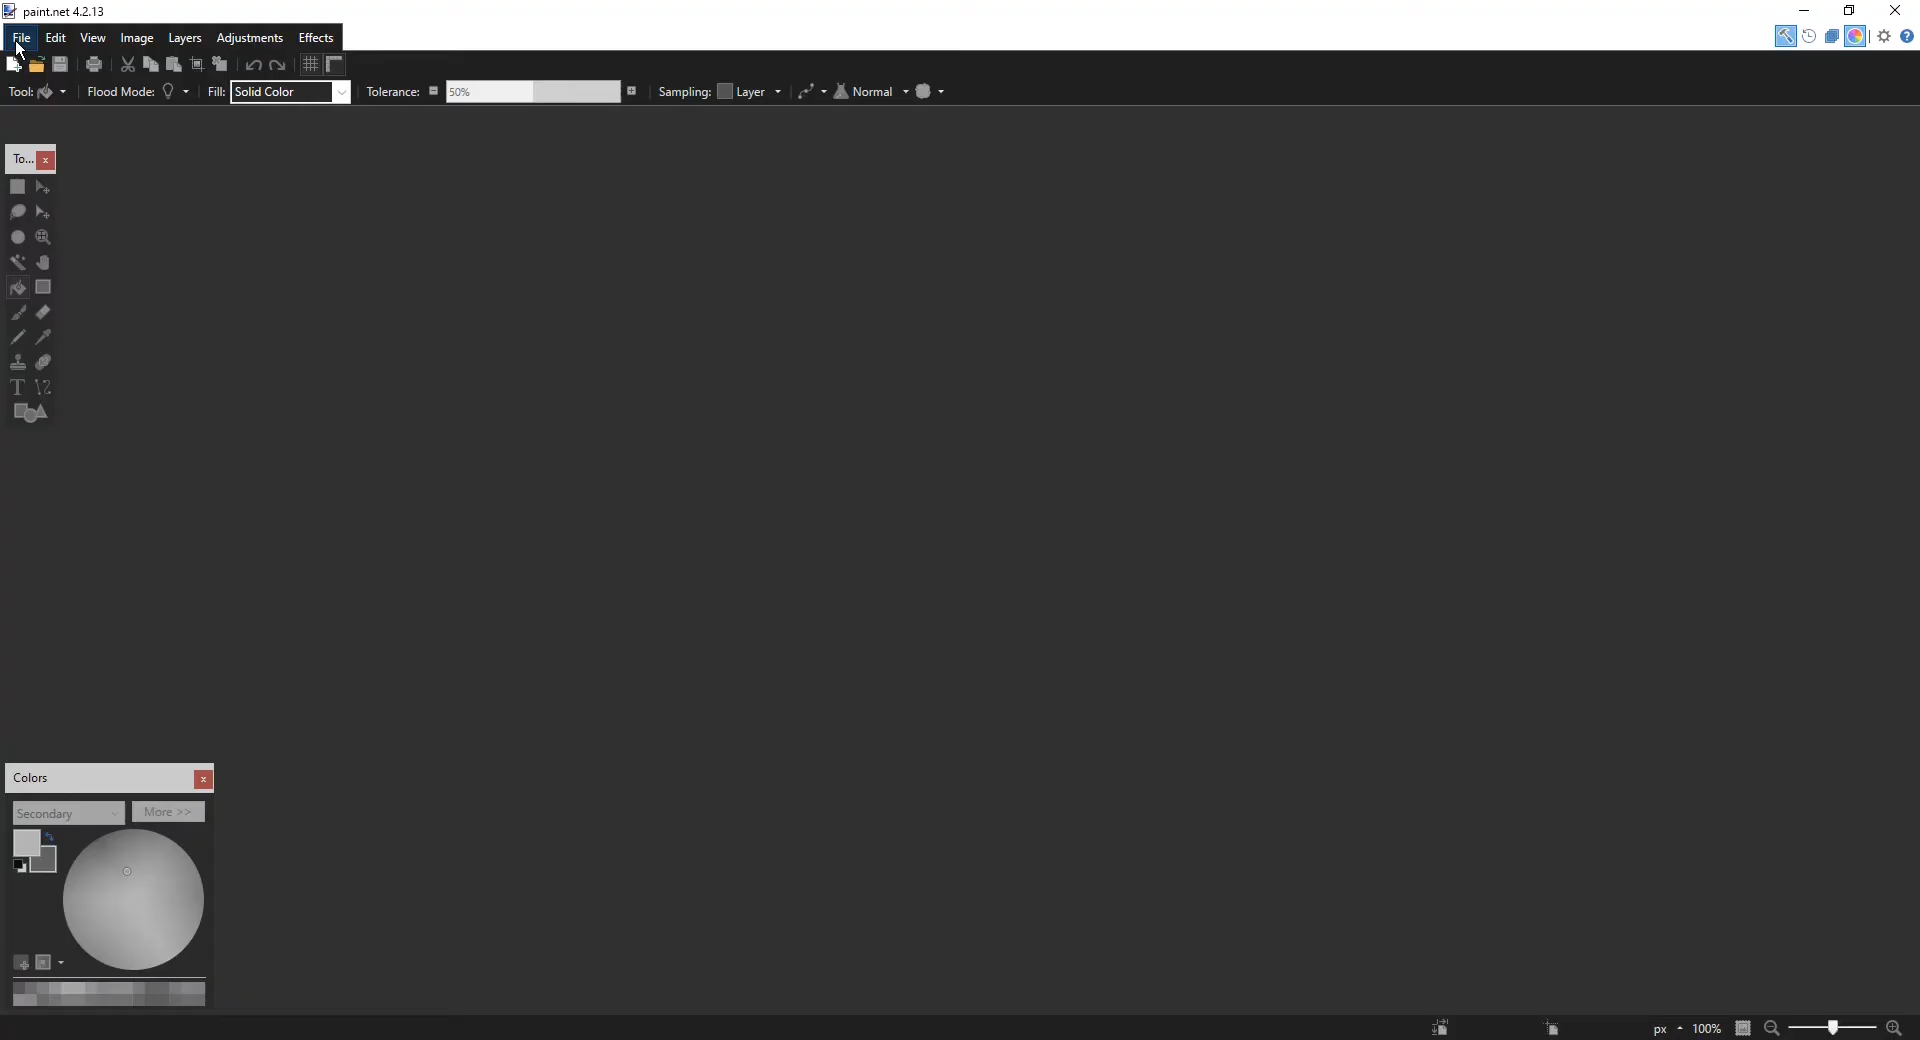 paint.net 4.2.13
File Edit View Image Layers Adjustments Effects
Tool: Flood Mode: Fill: Solid Color Tolerance: 50% Sampling: Layer Normal
To...
Colors
Secondary More >>
px 100%